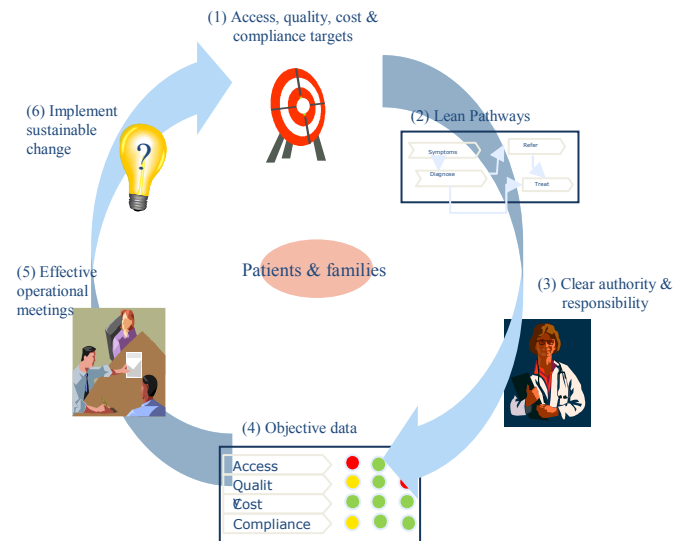 (1) Access, quality, cost &
compliance targets
(2) Lean Pathways
Symptoms
Refer
Diagnose
Treat
(3) Clear authority &
responsibility
(4) Objective data
Access
Qualit
y
Cost
Compliance
(5) Effective
operational
meetings
(6) Implement
sustainable
change
?
Patients & families